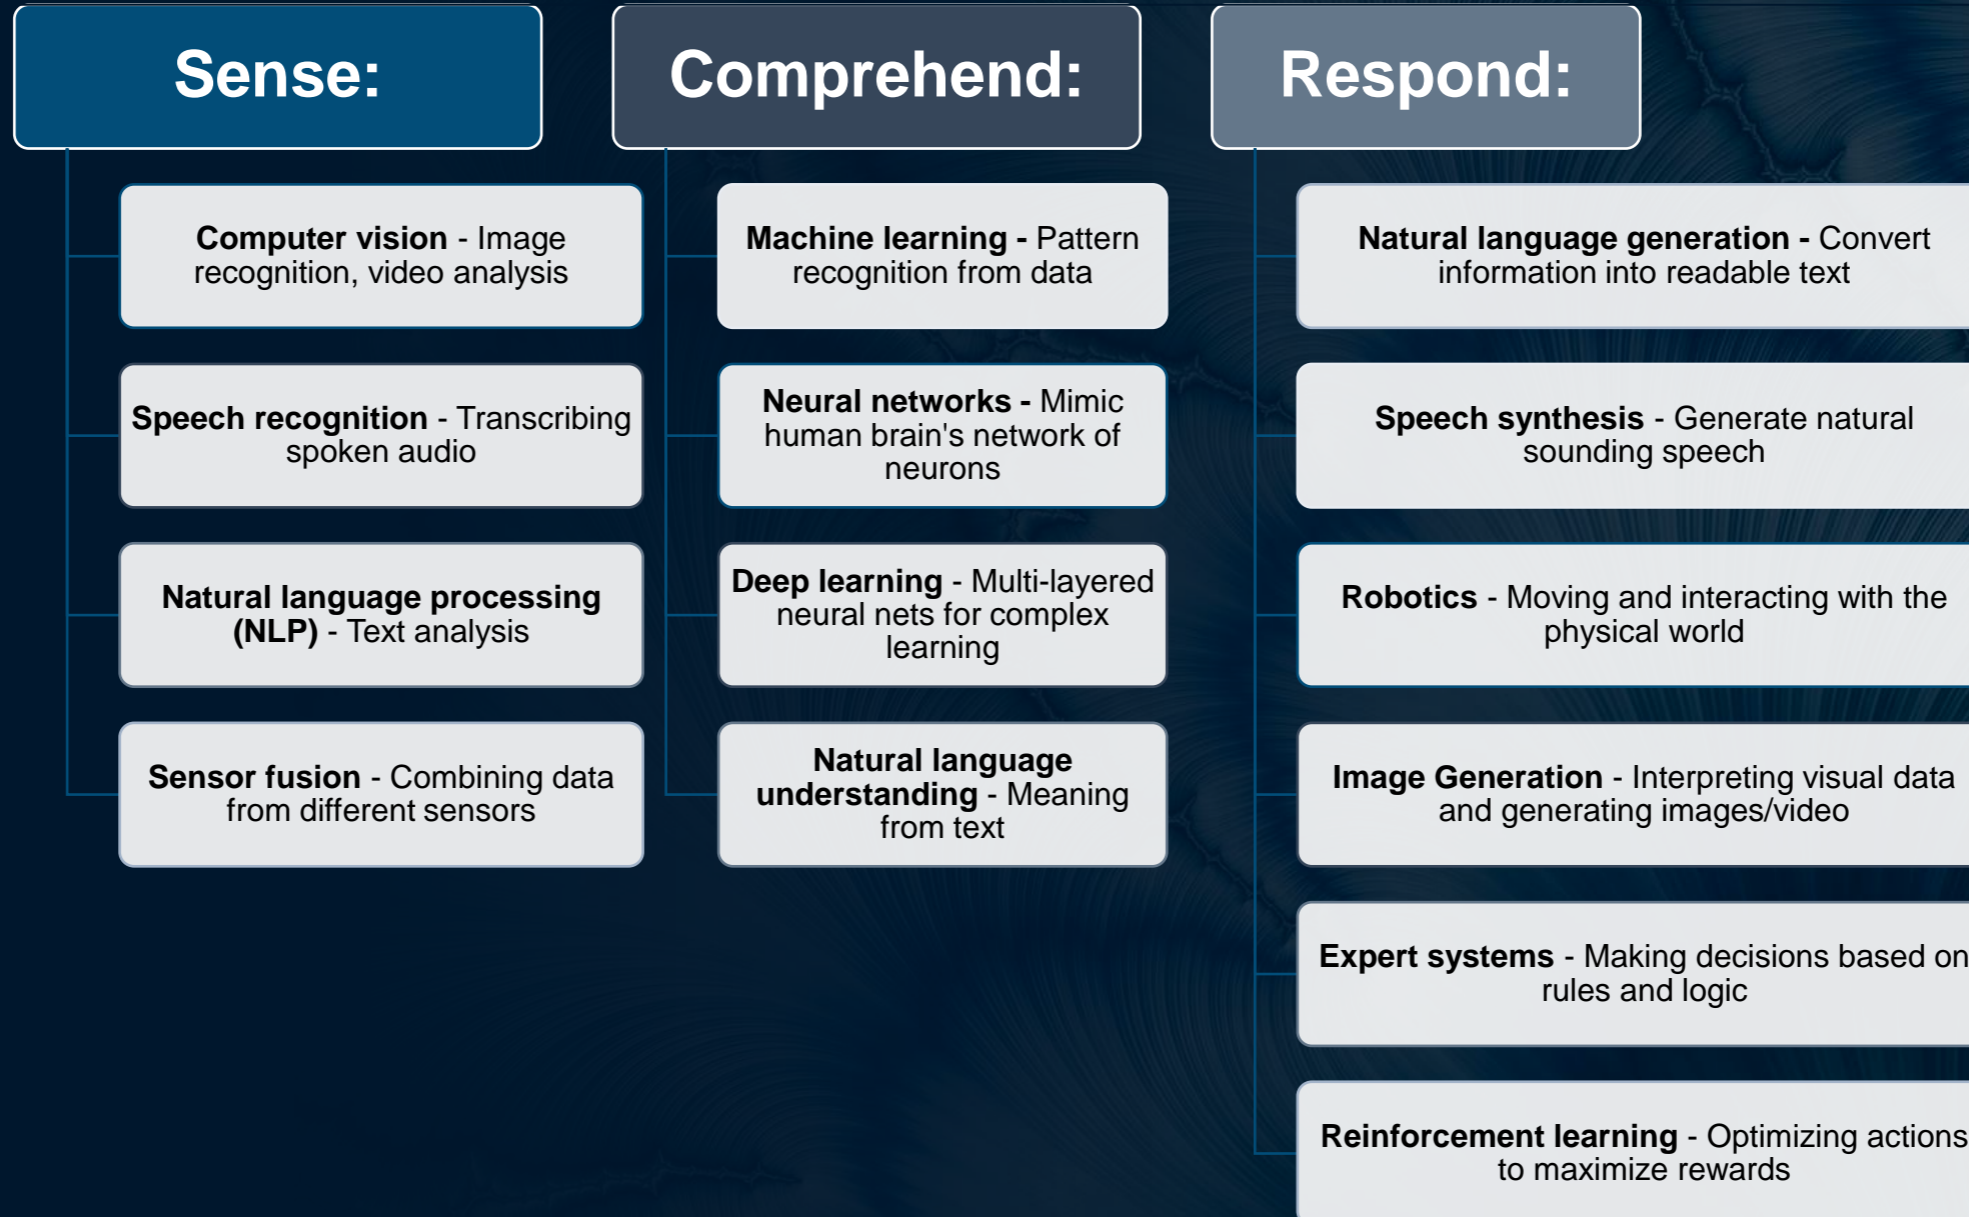 Sense:
Computer vision - Image
recognition, video analysis
Speech recognition - Transcribing
spoken audio
Natural language processing
(NLP) - Text analysis
Sensor fusion - Combining data
from different sensors
Comprehend:
Machine learning - Pattern
recognition from data
Neural networks - Mimic
human brain's network of
neurons
Deep learning - Multi-layered
neural nets for complex
learning
Natural language
understanding - Meaning
from text
Respond:
Natural language generation - Convert
information into readable text
Speech synthesis - Generate natural
sounding speech
Robotics - Moving and interacting with the
physical world
Image Generation - Interpreting visual data
and generating images/video
Expert systems - Making decisions based on
rules and logic
Reinforcement learning - Optimizing actions
to maximize rewards